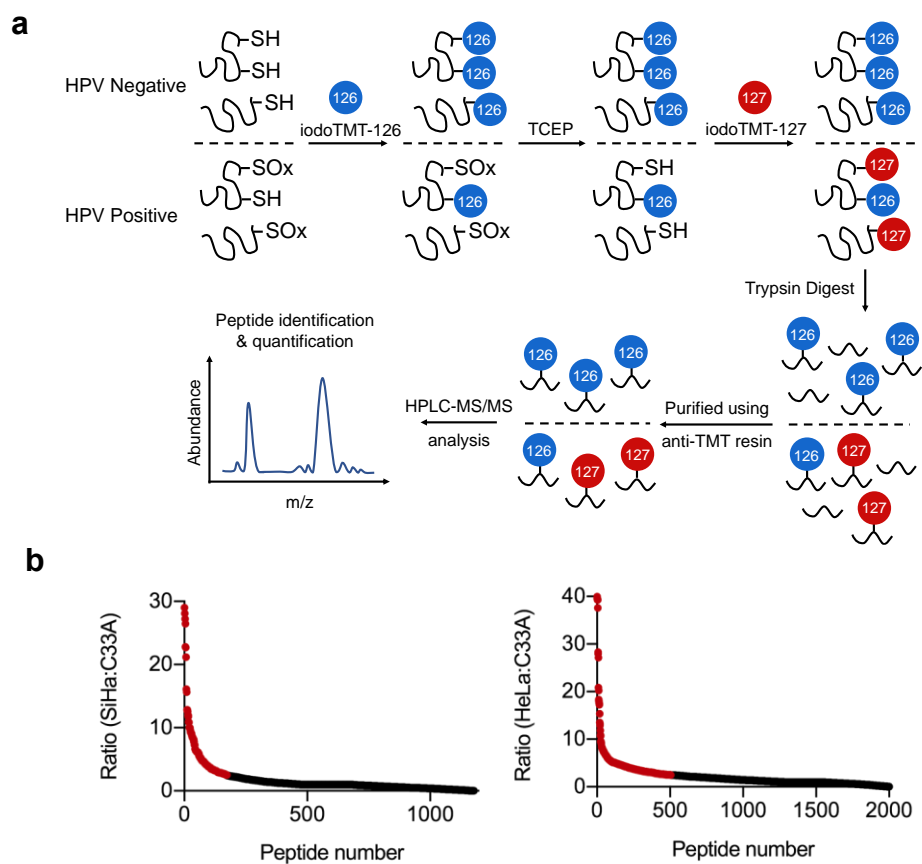 a
HPV Negative
SH
SH
SH
126
iodoTMT-126
126
126
126
TCEP
126
126
126
127
iodoTMT-127
126
126
126
HPV Positive
SOx
SH
SOx
SOx
126
SOx
SH
126
SH
127
126
127
Trypsin Digest
Peptide identification
& quantification
Abundance
m/z
HPLC-MS/MS
analysis
126
126
126
126
127
127
Purified using
anti-TMT resin
126
126
126
126
126
127
127
b
Ratio (SiHa:C33A)
30
20
10
0
0
500
1000
Peptide number
Ratio (HeLa:C33A)
40
30
20
10
0
0
500
1000
1500
2000
Peptide number